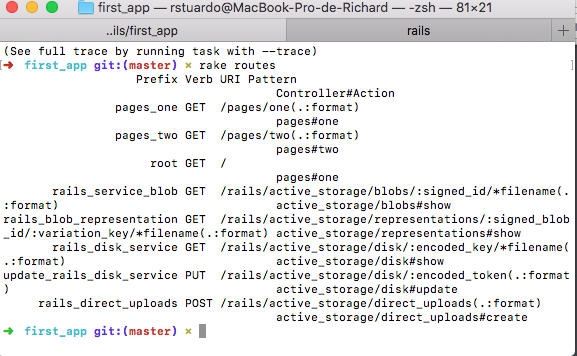 first_app — rstuardo@MacBook-Pro-de-Richard — -zsh — 81×21
..ils/first_app rails +
(See full trace by running task with --trace)
[➜  first_app git:(master) × rake routes ]
Prefix Verb URI Pattern
Controller#Action
pages_one GET  /pages/one(.:format)
pages#one
pages_two GET  /pages/two(.:format)
pages#two
root GET  /
pages#one
rails_service_blob GET  /rails/active_storage/blobs/:signed_id/*filename(.
:format) active_storage/blobs#show
rails_blob_representation GET  /rails/active_storage/representations/:signed_blob
_id/:variation_key/*filename(.:format) active_storage/representations#show
rails_disk_service GET  /rails/active_storage/disk/:encoded_key/*filename(
.:format) active_storage/disk#show
update_rails_disk_service PUT  /rails/active_storage/disk/:encoded_token(.:format
) active_storage/disk#update
rails_direct_uploads POST /rails/active_storage/direct_uploads(.:format)
active_storage/direct_uploads#create
➜  first_app git:(master) ×